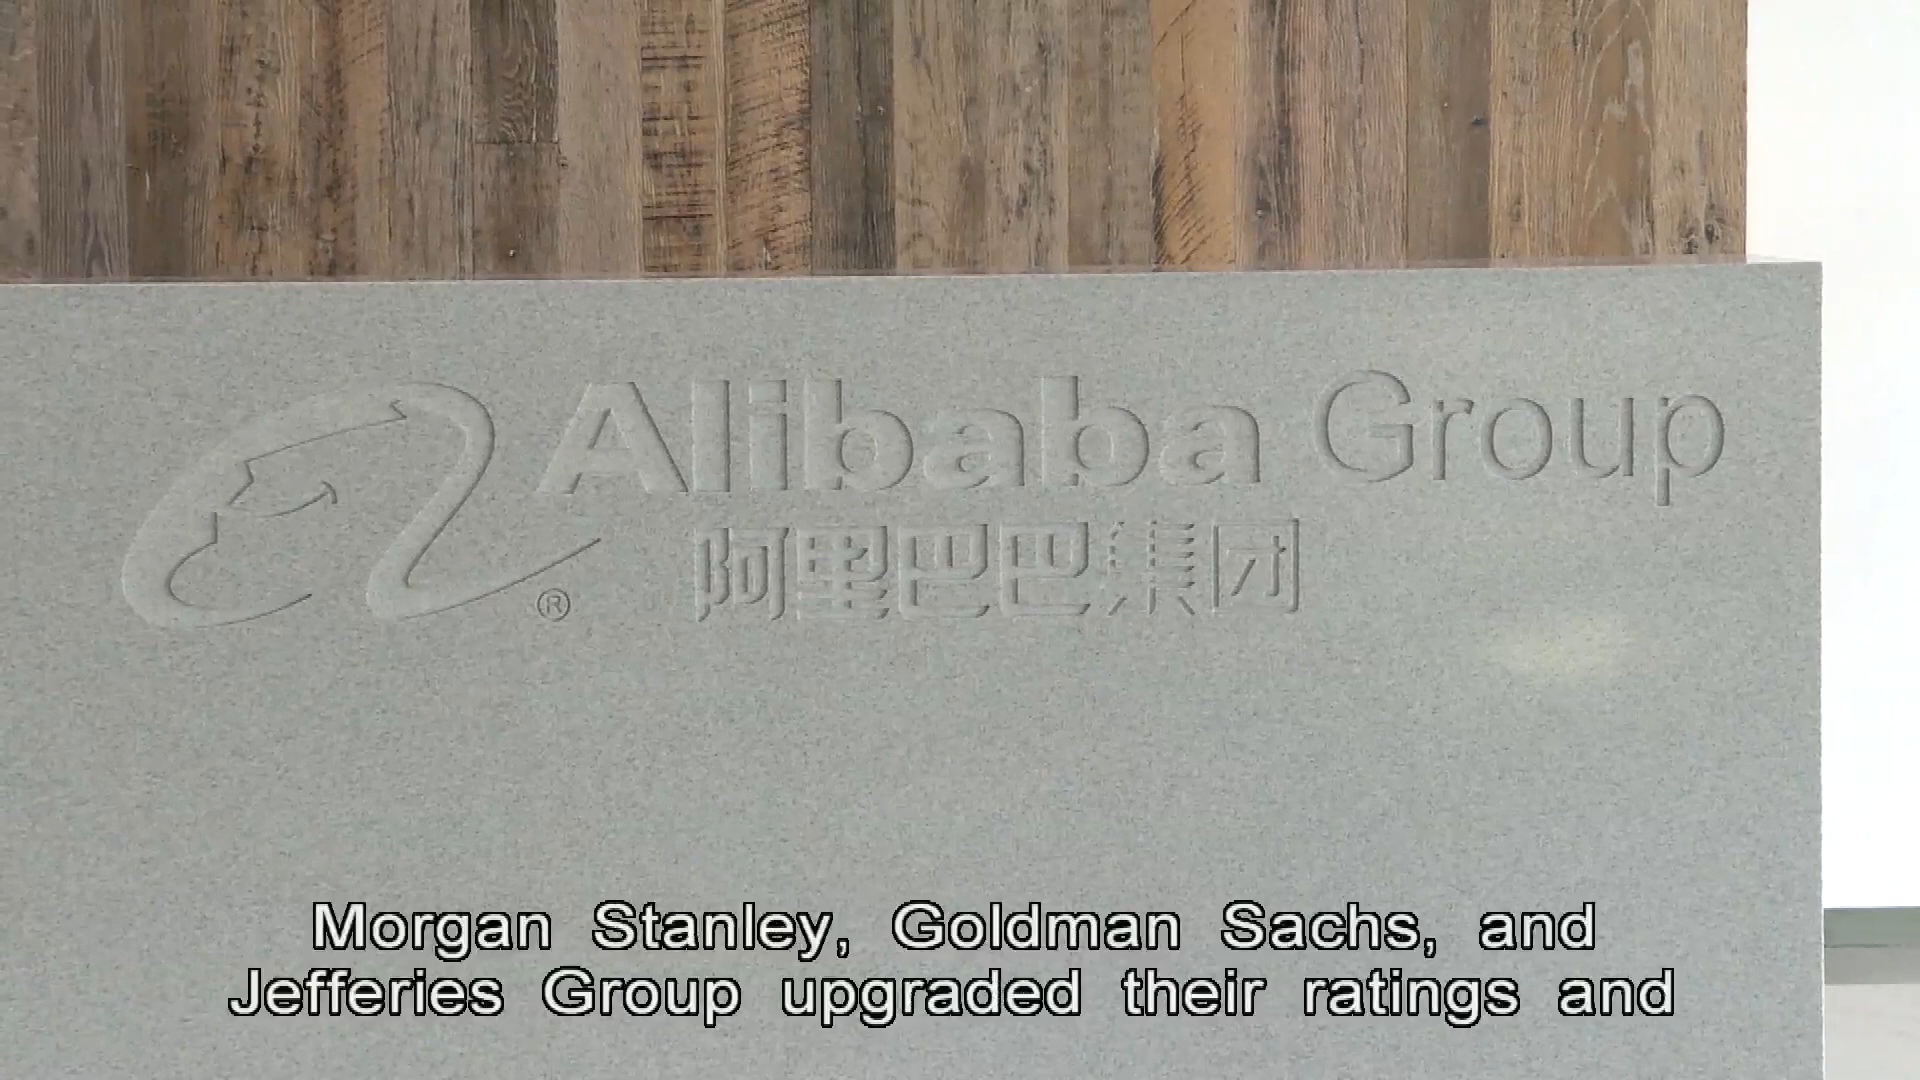 Alibaba Group
阿里巴巴集团
®
Morgan Stanley, Goldman Sachs, and
Jefferies Group upgraded their ratings and